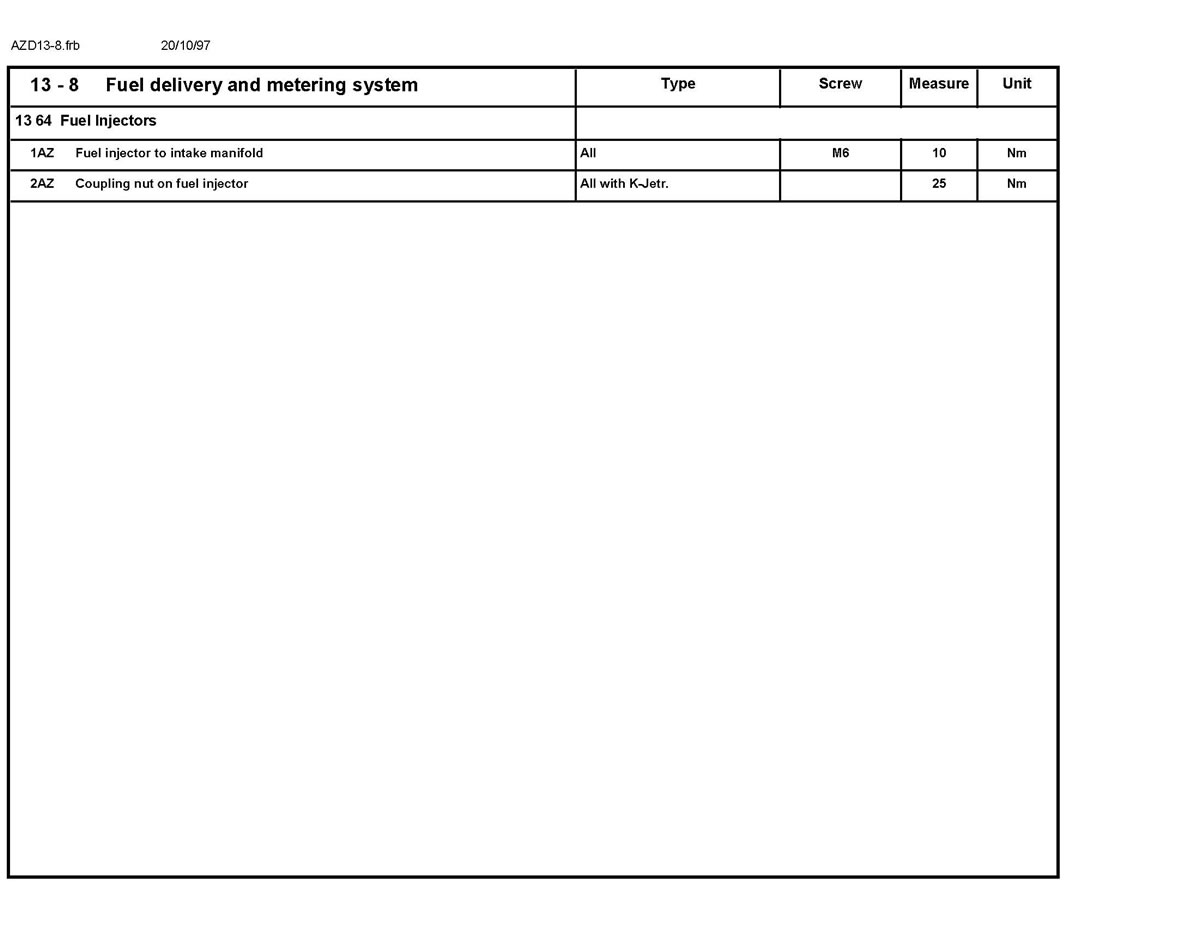 AZD13-8.frb 20/10/97
13 - 8 Fuel delivery and metering system Type Screw Measure Unit
13 64 Fuel Injectors
1AZ Fuel injector to intake manifold All M6 10 Nm
2AZ Coupling nut on fuel injector All with K-Jetr. 25 Nm